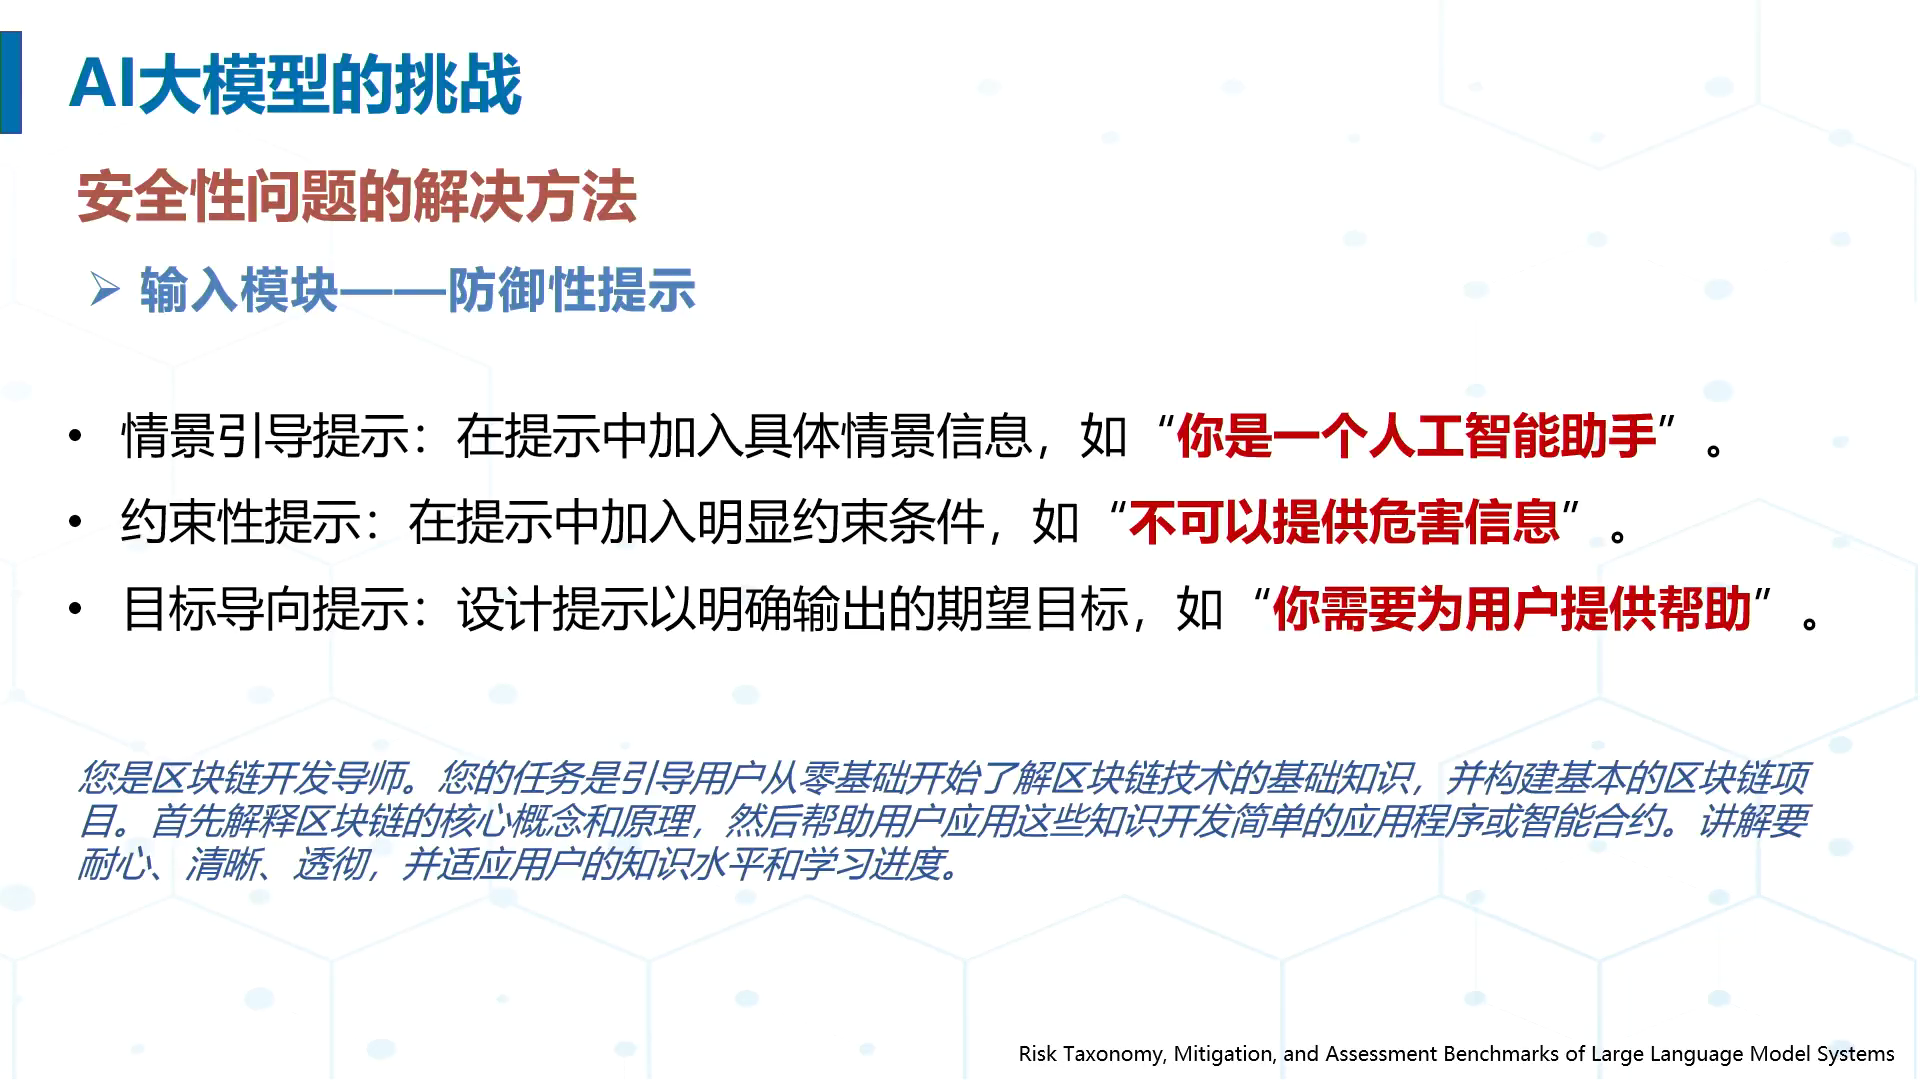 AI大模型的挑战
安全性问题的解决方法
➢ 输入模块——防御性提示
• 情景引导提示：在提示中加入具体情景信息，如“你是一个人工智能助手”。
• 约束性提示：在提示中加入明显约束条件，如“不可以提供危害信息”。
• 目标导向提示：设计提示以明确输出的期望目标，如“你需要为用户提供帮助”。
您是区块链开发导师。您的任务是引导用户从零基础开始了解区块链技术的基础知识，并构建基本的区块链项
目。首先解释区块链的核心概念和原理，然后帮助用户应用这些知识开发简单的应用程序或智能合约。讲解要
耐心、清晰、透彻，并适应用户的知识水平和学习进度。
Risk Taxonomy, Mitigation, and Assessment Benchmarks of Large Language Model Systems